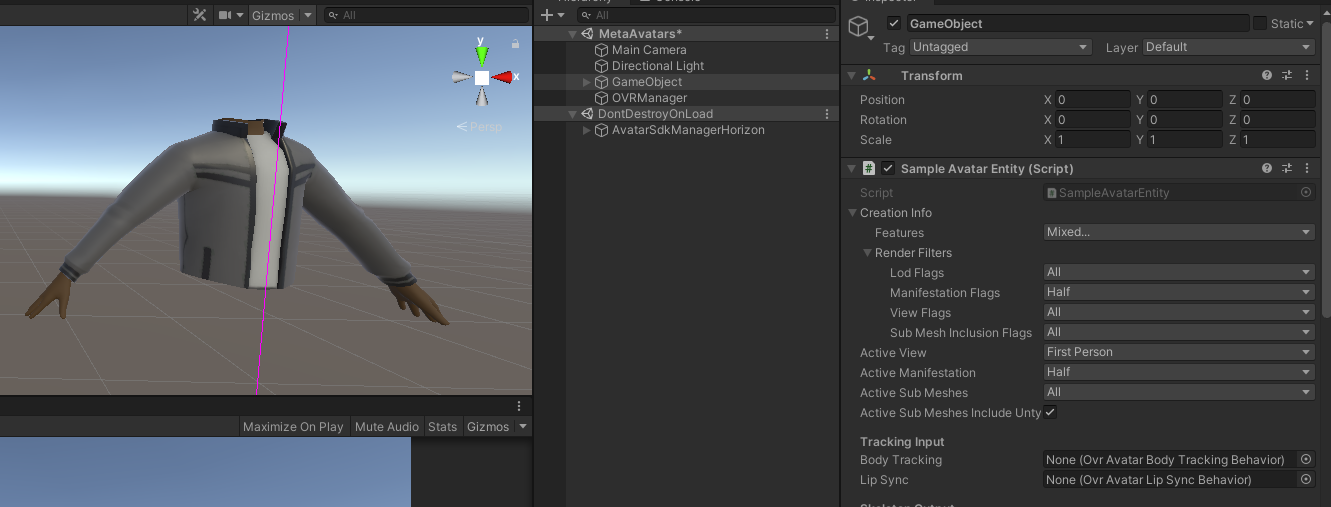 Gizmos
All
y
x
Persp
Maximize On Play Mute Audio Stats Gizmos
Console
All
MetaAvatars*
Main Camera
Directional Light
GameObject
OVRManager
DontDestroyOnLoad
AvatarSdkManagerHorizon
Inspector
GameObject Static
Tag Untagged Layer Default
Transform
Position X 0 Y 0 Z 0
Rotation X 0 Y 0 Z 0
Scale X 1 Y 1 Z 1
# Sample Avatar Entity (Script)
Script SampleAvatarEntity
Creation Info
Features Mixed...
Render Filters
Lod Flags All
Manifestation Flags Half
View Flags All
Sub Mesh Inclusion Flags All
Active View First Person
Active Manifestation Half
Active Sub Meshes All
Active Sub Meshes Include Unty
Tracking Input
Body Tracking None (Ovr Avatar Body Tracking Behavior)
Lip Sync None (Ovr Avatar Lip Sync Behavior)